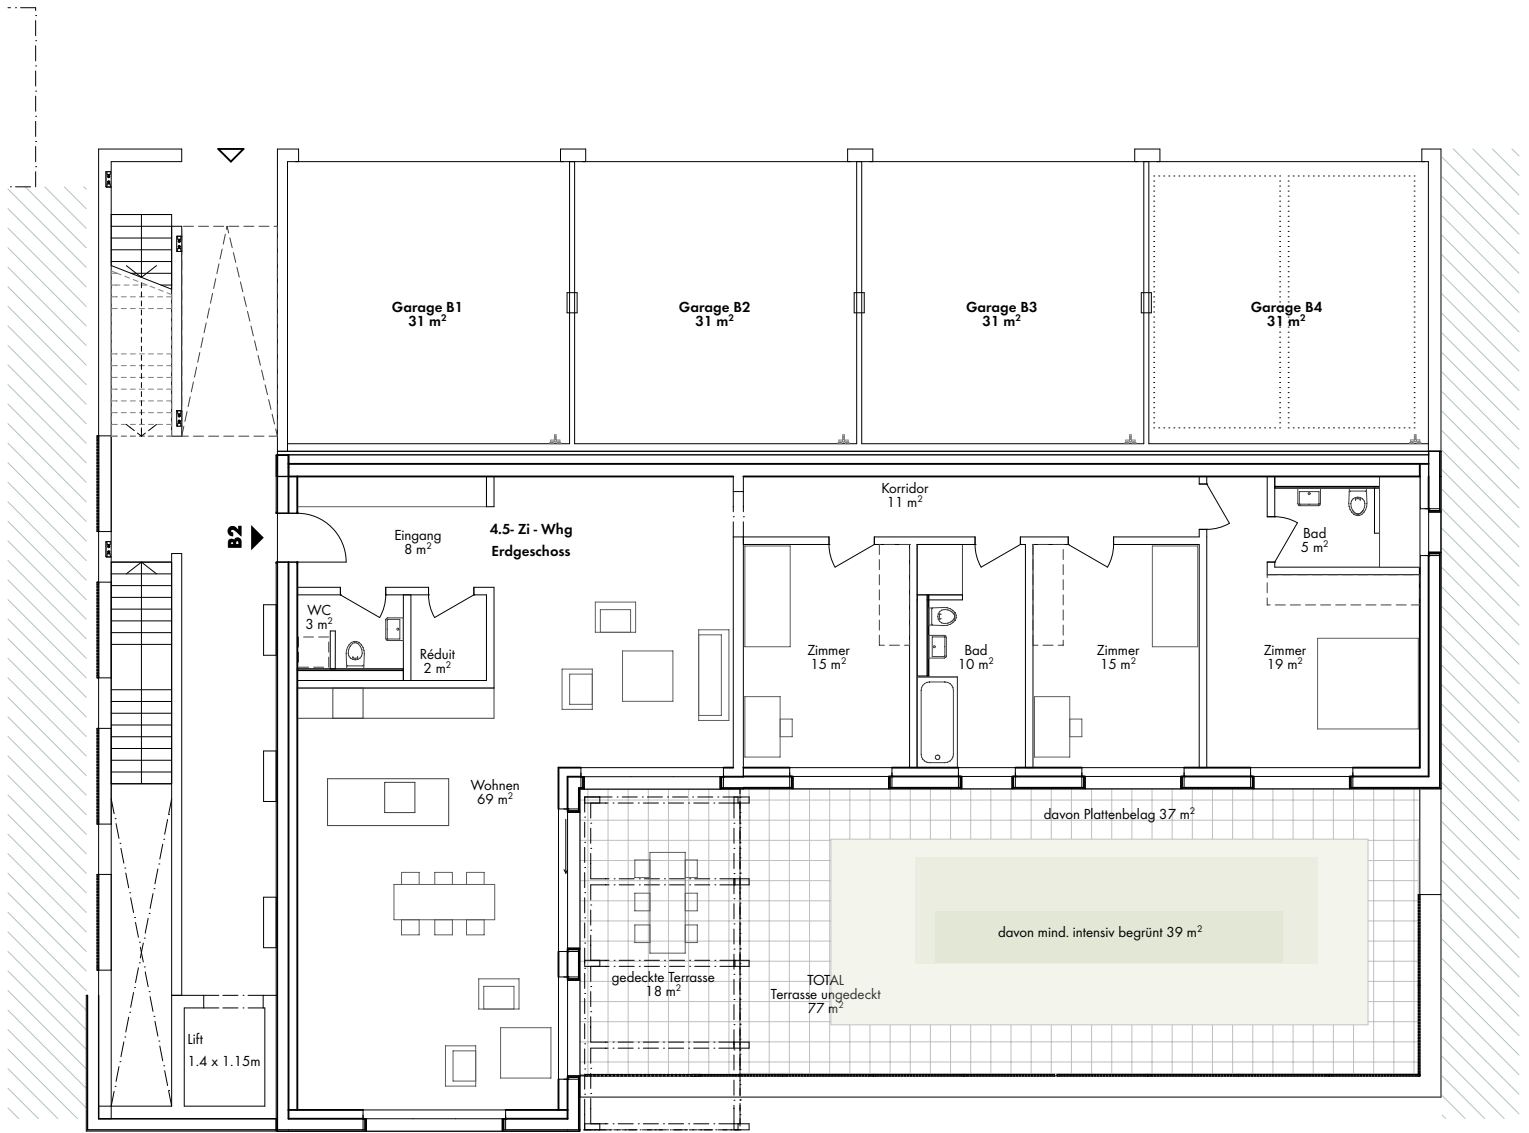 Garage B1
31 m²
Garage B2
31 m²
Garage B3
31 m²
Garage B4
31 m²
B2
Eingang
8 m²
4.5- Zi - Whg
Erdgeschoss
Korridor
11 m²
Bad
5 m²
WC
3 m²
Réduit
2 m²
Zimmer
15 m²
Bad
10 m²
Zimmer
15 m²
Zimmer
19 m²
Wohnen
69 m²
davon Plattenbelag 37 m²
davon mind. intensiv begrünt 39 m²
gedeckte Terrasse
18 m²
TOTAL
Terrasse ungedeckt
77 m²
Lift
1.4 x 1.15m